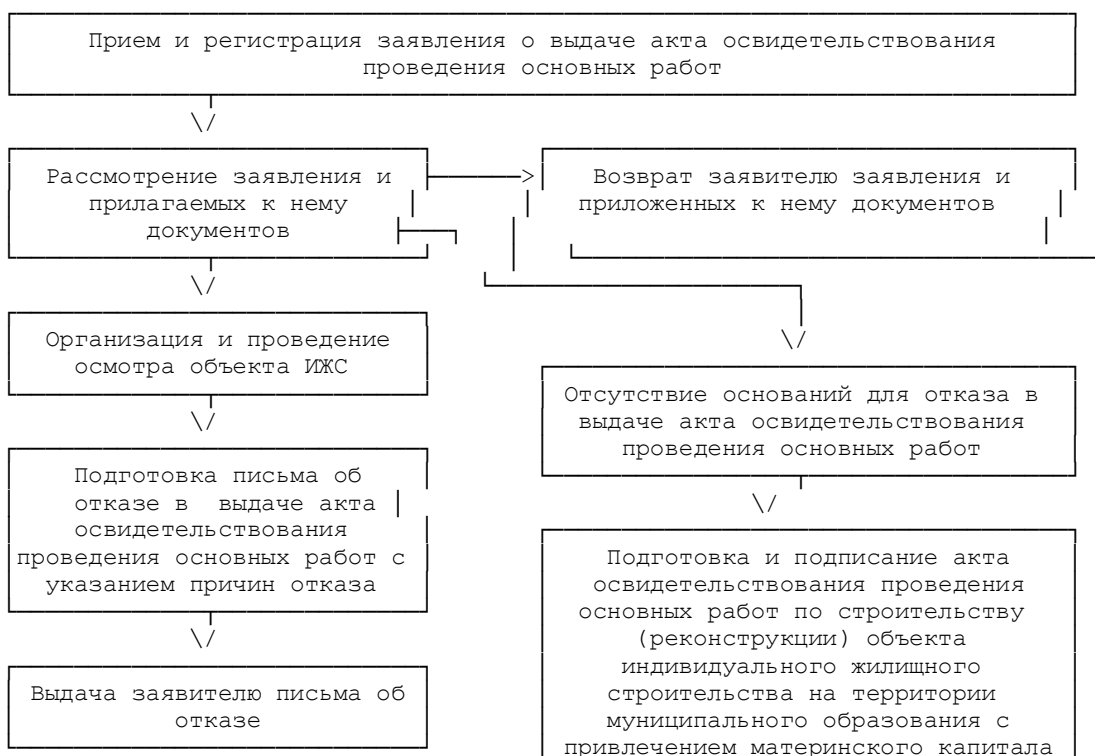 Прием и регистрация заявления о выдаче акта освидетельствования
проведения основных работ
Рассмотрение заявления и
прилагаемых к нему
документов
Возврат заявителю заявления и
приложенных к нему документов
Организация и проведение
осмотра объекта ИЖС
Отсутствие оснований для отказа в
выдаче акта освидетельствования
проведения основных работ
Подготовка письма об
отказе в выдаче акта
освидетельствования
проведения основных работ с
указанием причин отказа
Подготовка и подписание акта
освидетельствования проведения
основных работ по строительству
(реконструкции) объекта
индивидуального жилищного
строительства на территории
муниципального образования с
привлечением материнского капитала
Выдача заявителю письма об
отказе